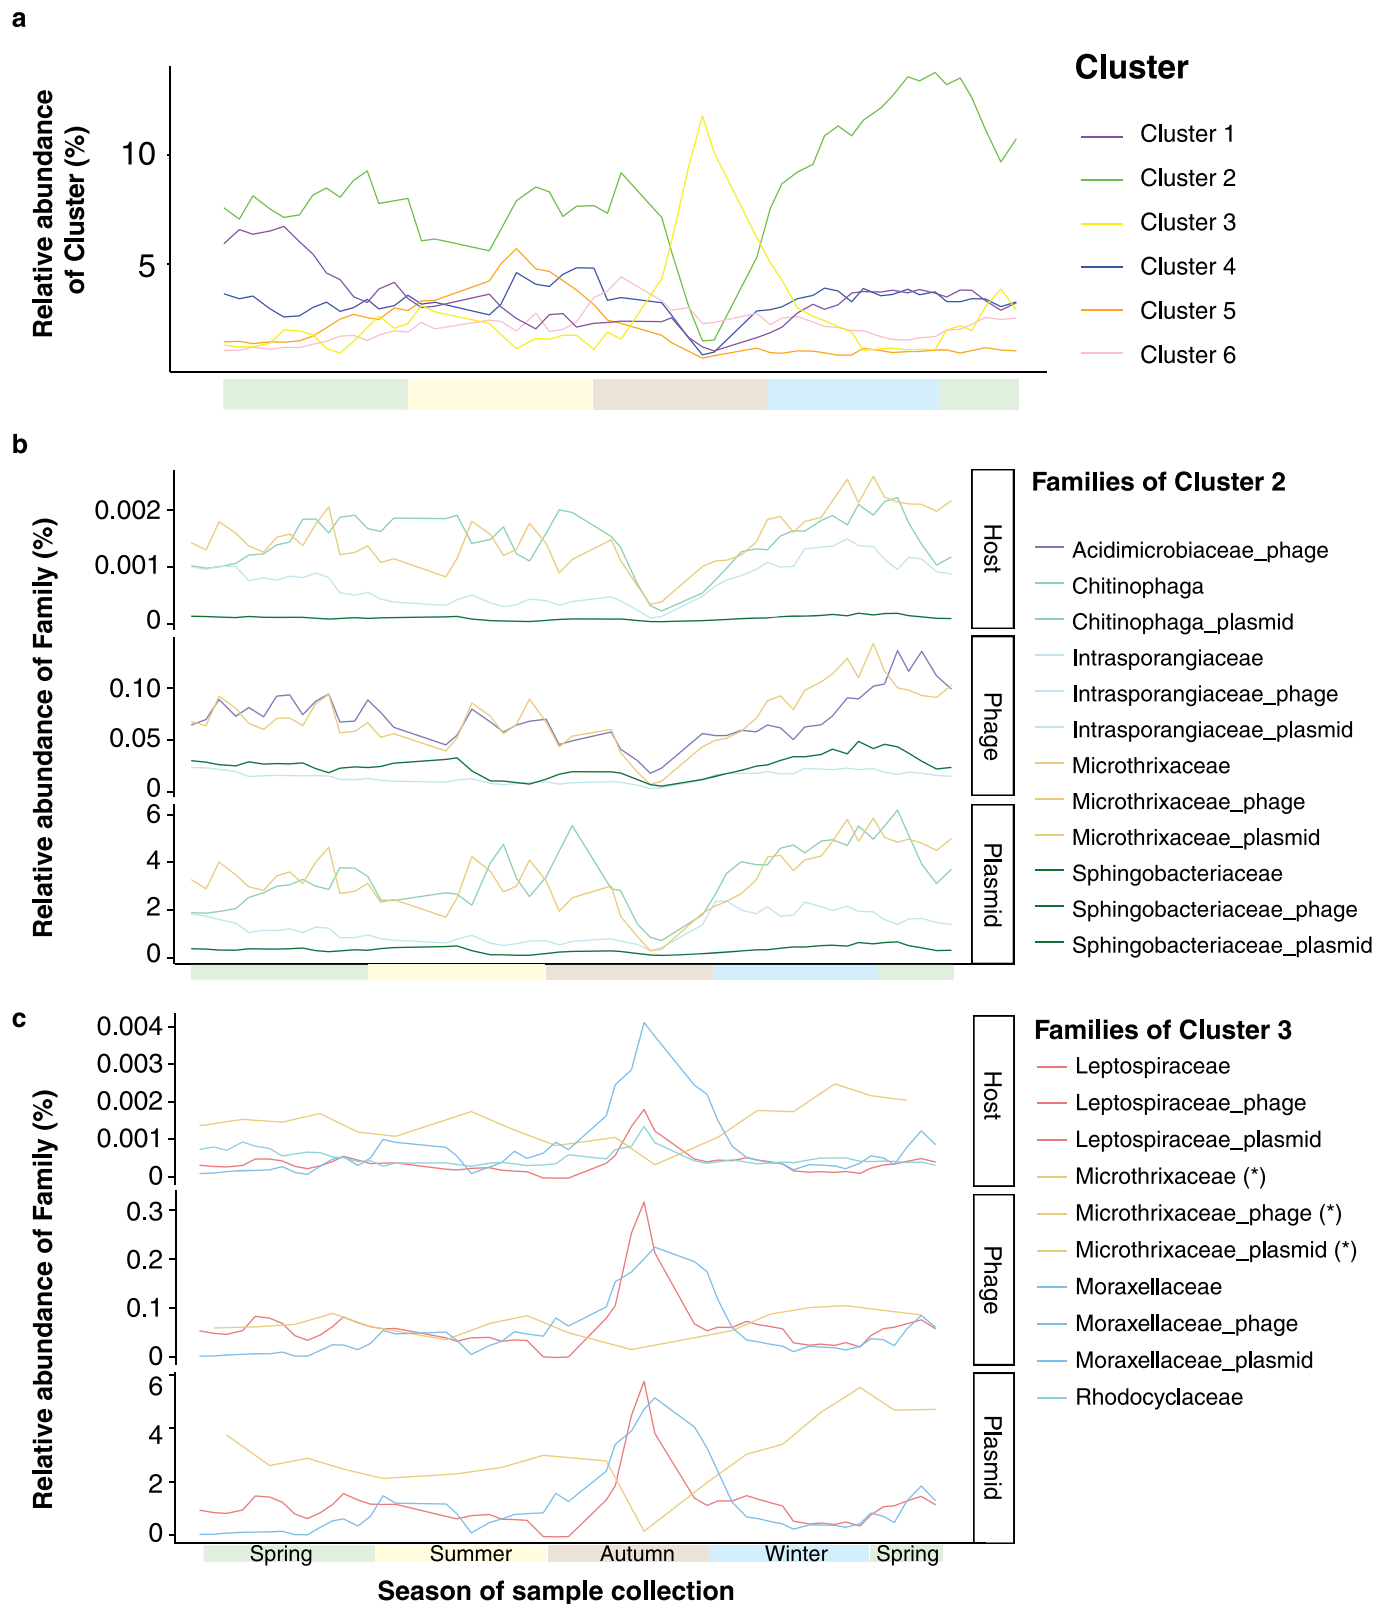 a
Relative abundance
of Cluster (%)
10
5
Cluster
Cluster 1
Cluster 2
Cluster 3
Cluster 4
Cluster 5
Cluster 6
b
Relative abundance of Family (%)
0.002
0.001
0
Host
0.10
0.05
0
Phage
6
4
2
0
Plasmid
Families of Cluster 2
Acidimicrobiaceae_phage
Chitinophaga
Chitinophaga_plasmid
Intrasporangiaceae
Intrasporangiaceae_phage
Intrasporangiaceae_plasmid
Microthrixaceae
Microthrixaceae_phage
Microthrixaceae_plasmid
Sphingobacteriaceae
Sphingobacteriaceae_phage
Sphingobacteriaceae_plasmid
c
Relative abundance of Family (%)
0.004
0.003
0.002
0.001
0
Host
0.3
0.2
0.1
0
Phage
6
4
2
0
Plasmid
Families of Cluster 3
Leptospiraceae
Leptospiraceae_phage
Leptospiraceae_plasmid
Microthrixaceae (*)
Microthrixaceae_phage (*)
Microthrixaceae_plasmid (*)
Moraxellaceae
Moraxellaceae_phage
Moraxellaceae_plasmid
Rhodocyclaceae
Spring Summer Autumn Winter Spring
Season of sample collection